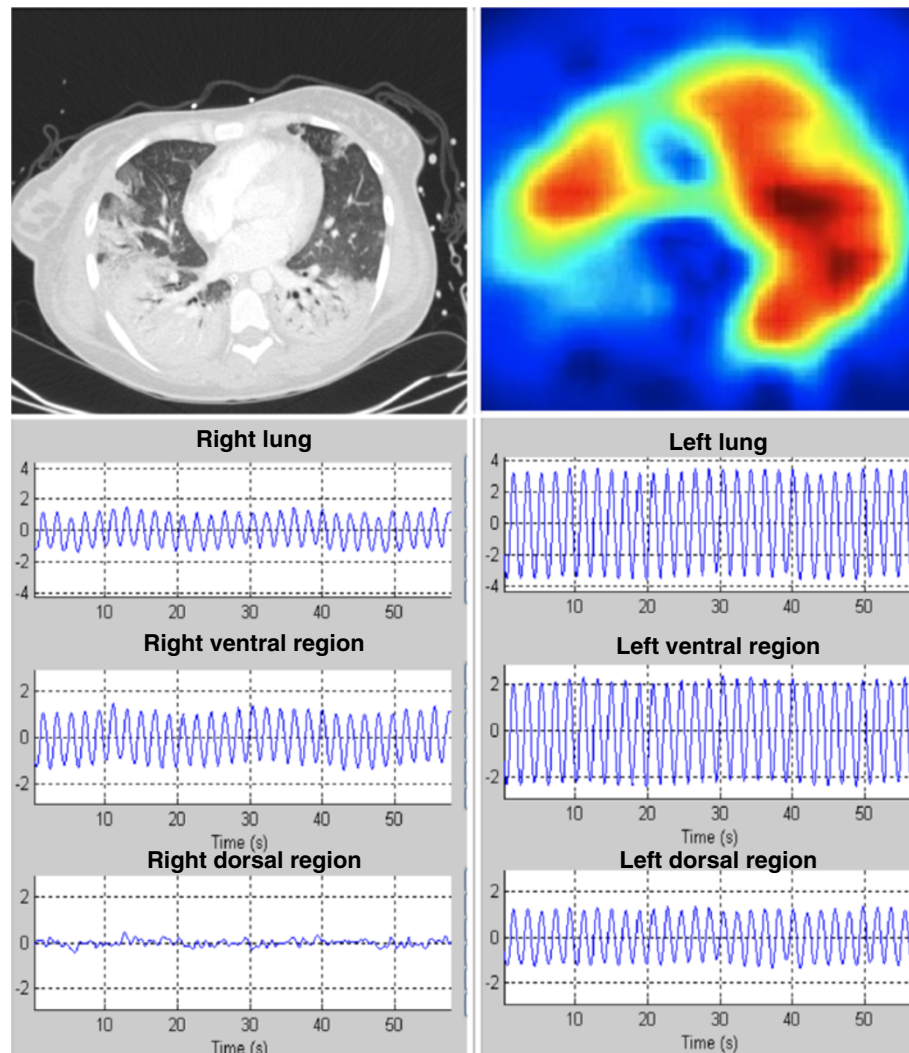 Right lung
Left lung
4
2
0
-2
-4
10 20 30 40 50
4
2
0
-2
-4
10 20 30 40 50
Right ventral region
Left ventral region
2
0
-2
10 20 30 40 50
Time (s)
2
0
-2
10 20 30 40 50
Time (s)
Right dorsal region
Left dorsal region
2
0
-2
10 20 30 40 50
Time (s)
2
0
-2
10 20 30 40 50
Time (s)